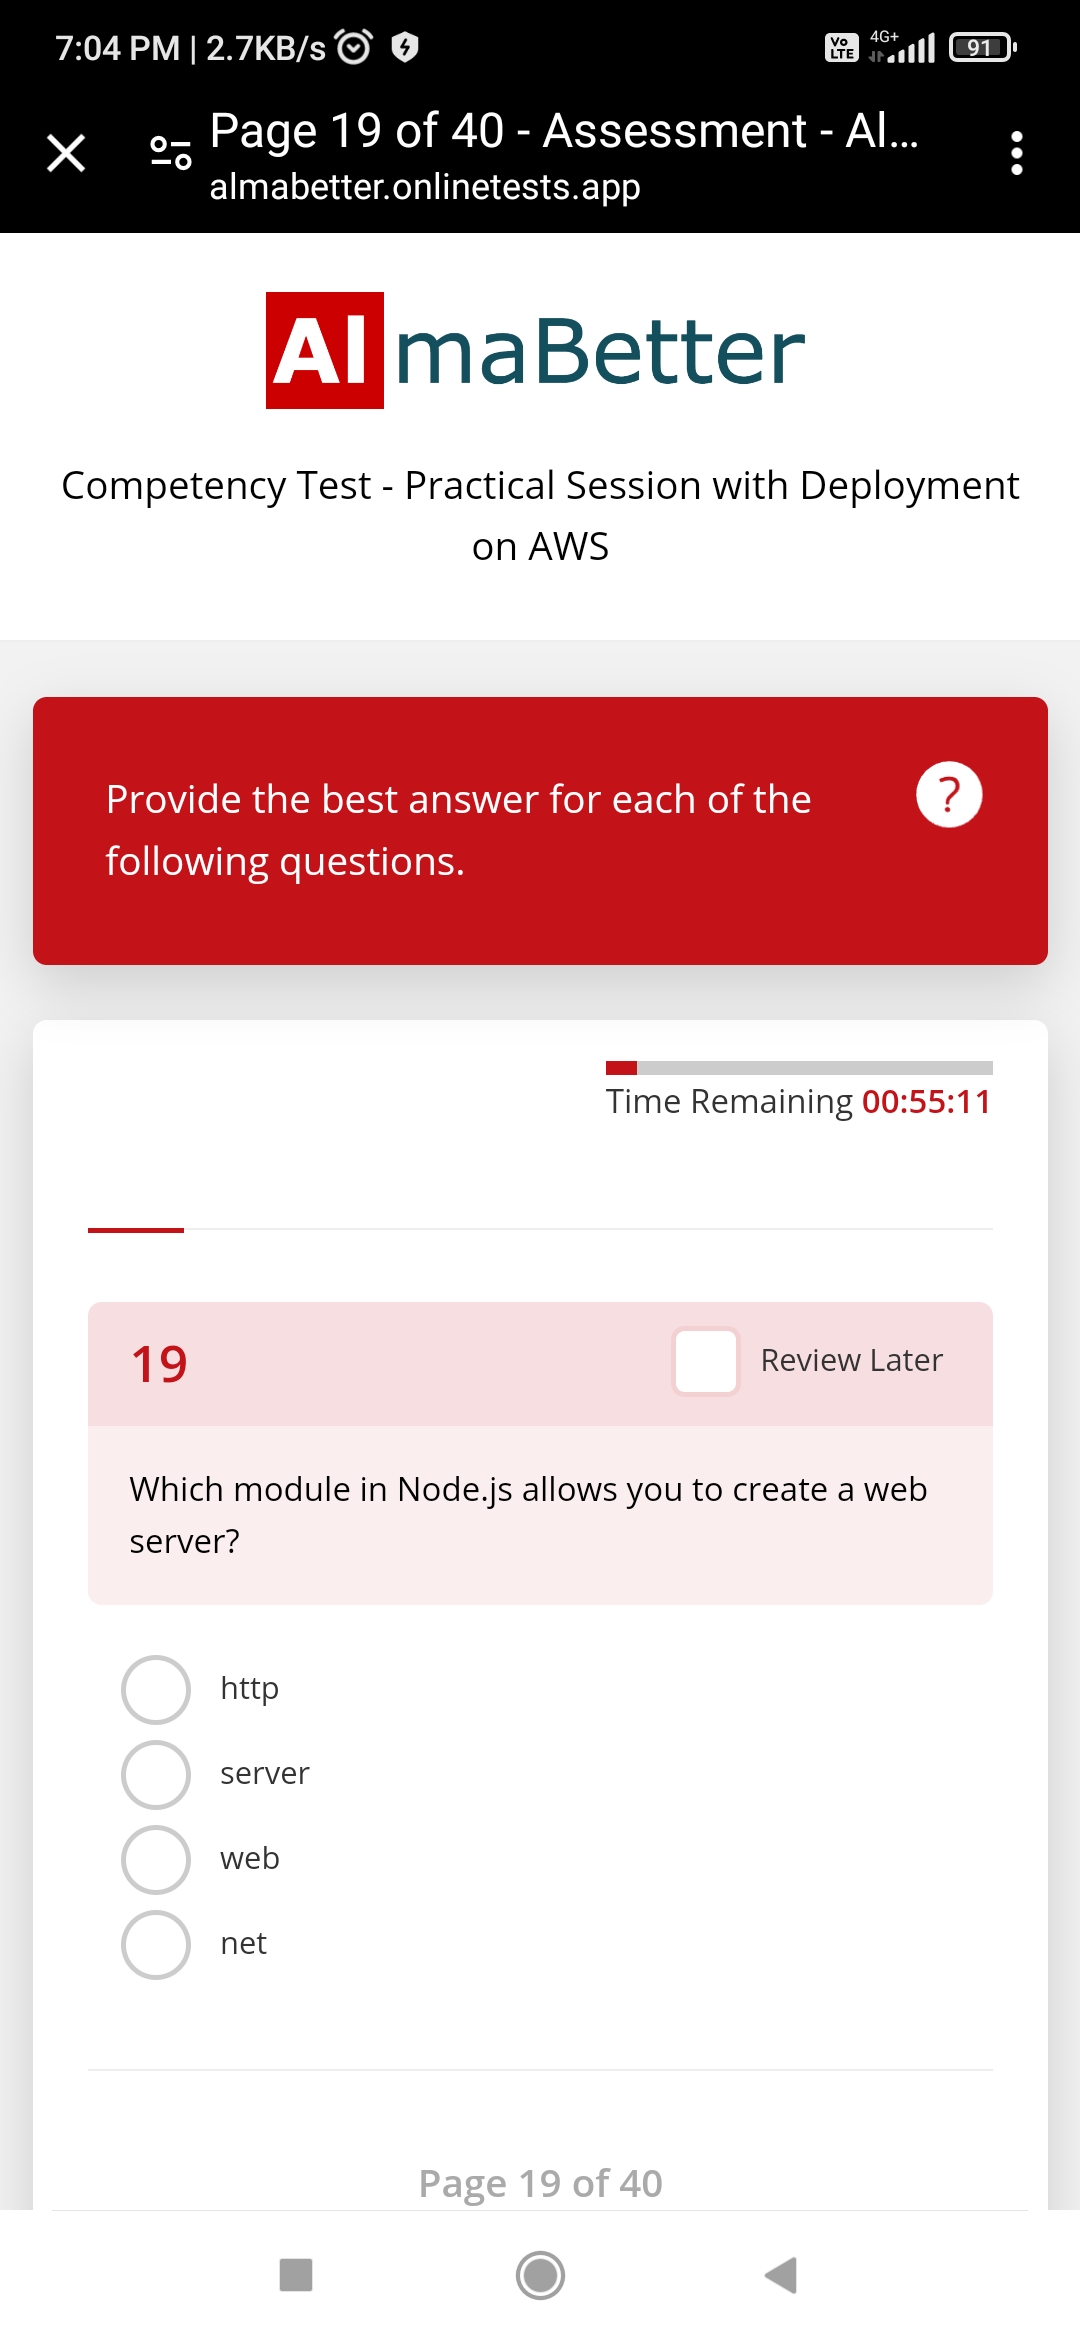 7:04 PM | 2.7KB/s
Vo LTE 4G+ 91
Page 19 of 40 - Assessment - Al...
almabetter.onlinetests.app
AlmaBetter
Competency Test - Practical Session with Deployment
on AWS
Provide the best answer for each of the
following questions.
?
Time Remaining 00:55:11
19
Review Later
Which module in Node.js allows you to create a web
server?
http
server
web
net
Page 19 of 40